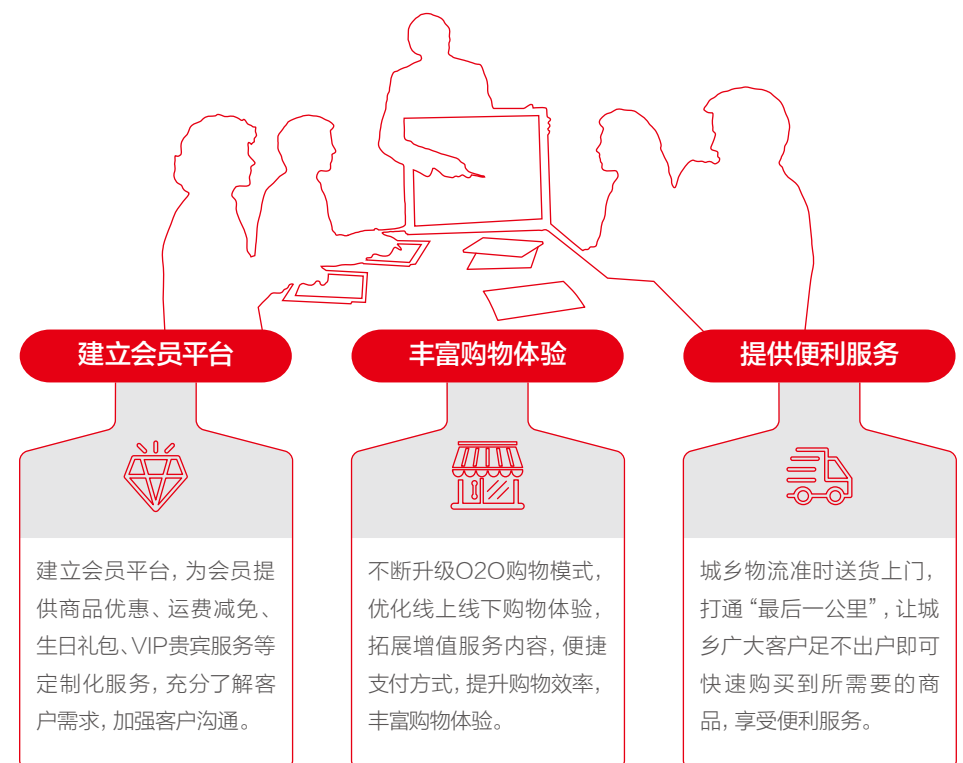 建立会员平台
丰富购物体验
提供便利服务
建立会员平台，为会员提
供商品优惠、运费减免、
生日礼包、VIP贵宾服务等
定制化服务，充分了解客
户需求，加强客户沟通。
不断升级O2O购物模式，
优化线上线下购物体验，
拓展增值服务内容，便捷
支付方式，提升购物效率，
丰富购物体验。
城乡物流准时送货上门，
打通“最后一公里”，让城
乡广大客户足不出户即可
快速购买到所需要的商
品，享受便利服务。